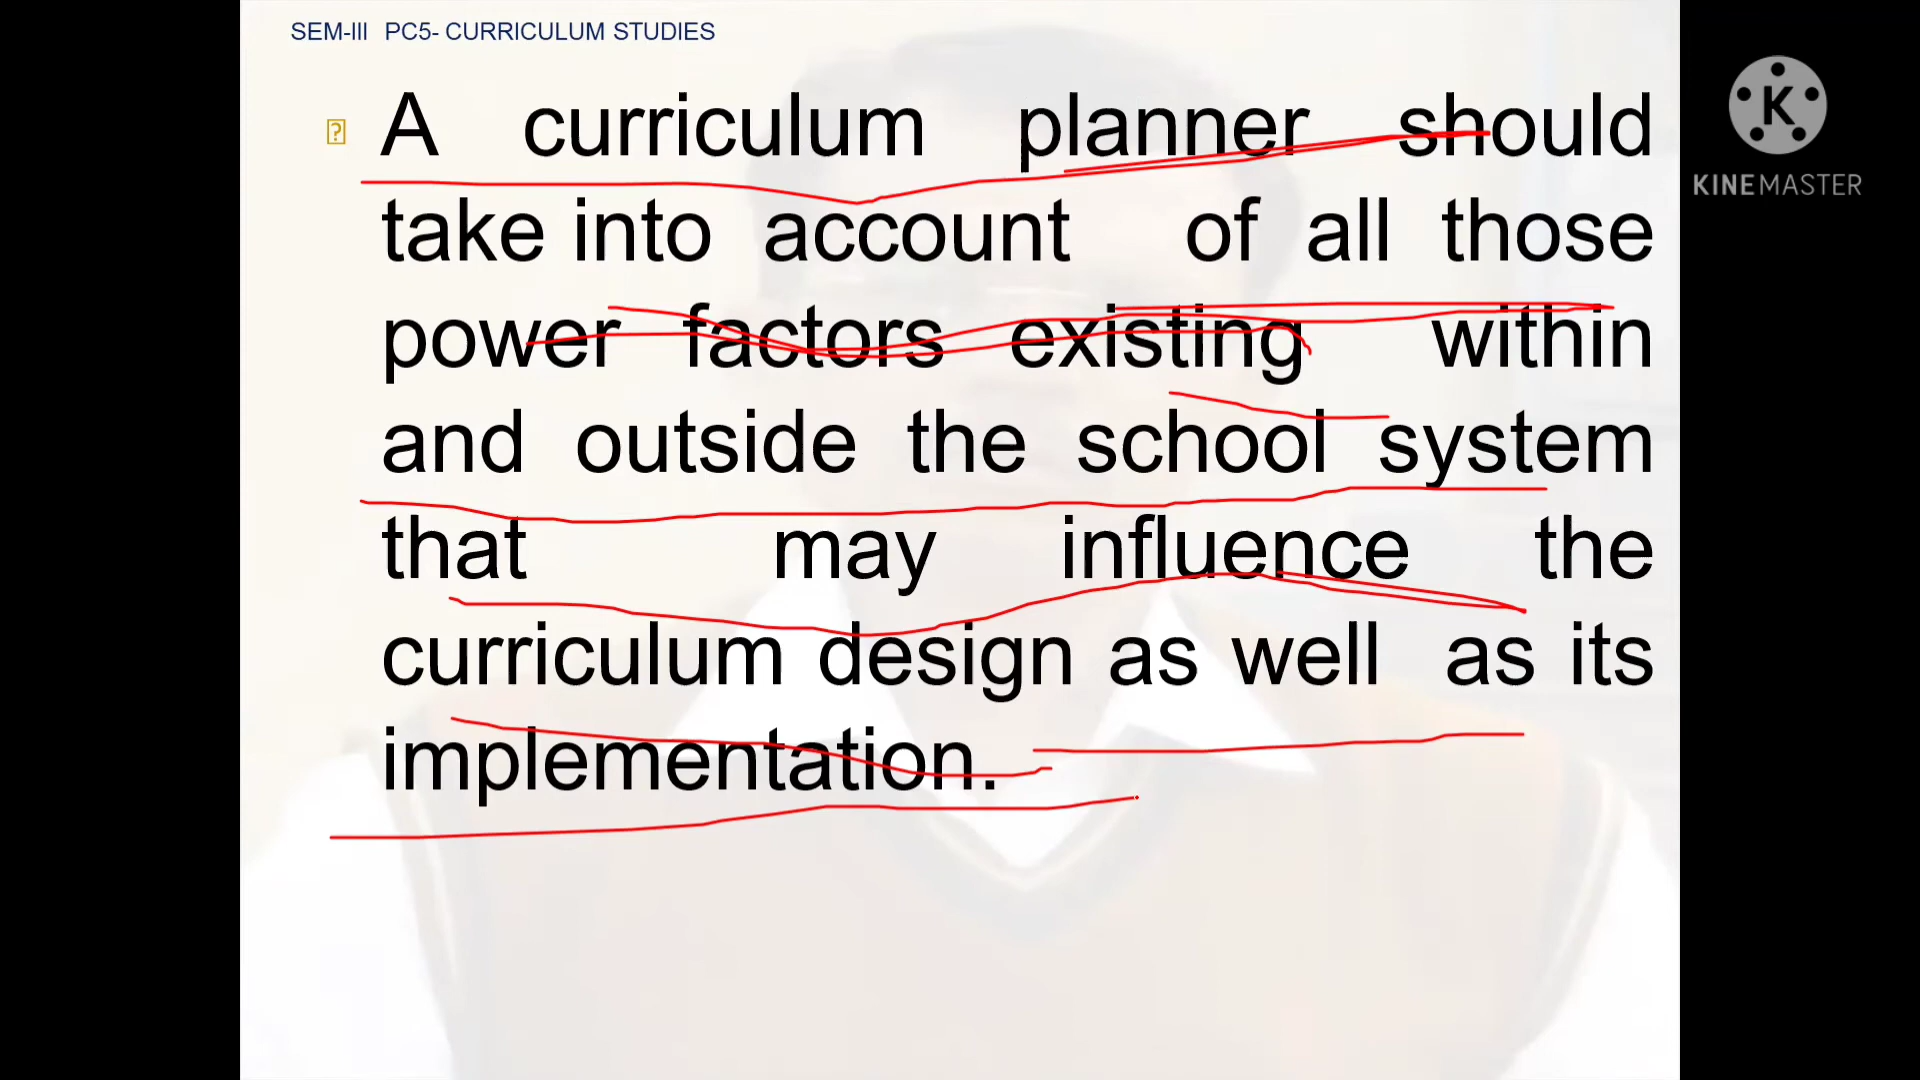 SEM-III PC5- CURRICULUM STUDIES
A curriculum planner should
take into account of all those
power factors existing within
and outside the school system
that may influence the
curriculum design as well as its
implementation.
K
KINEMASTER